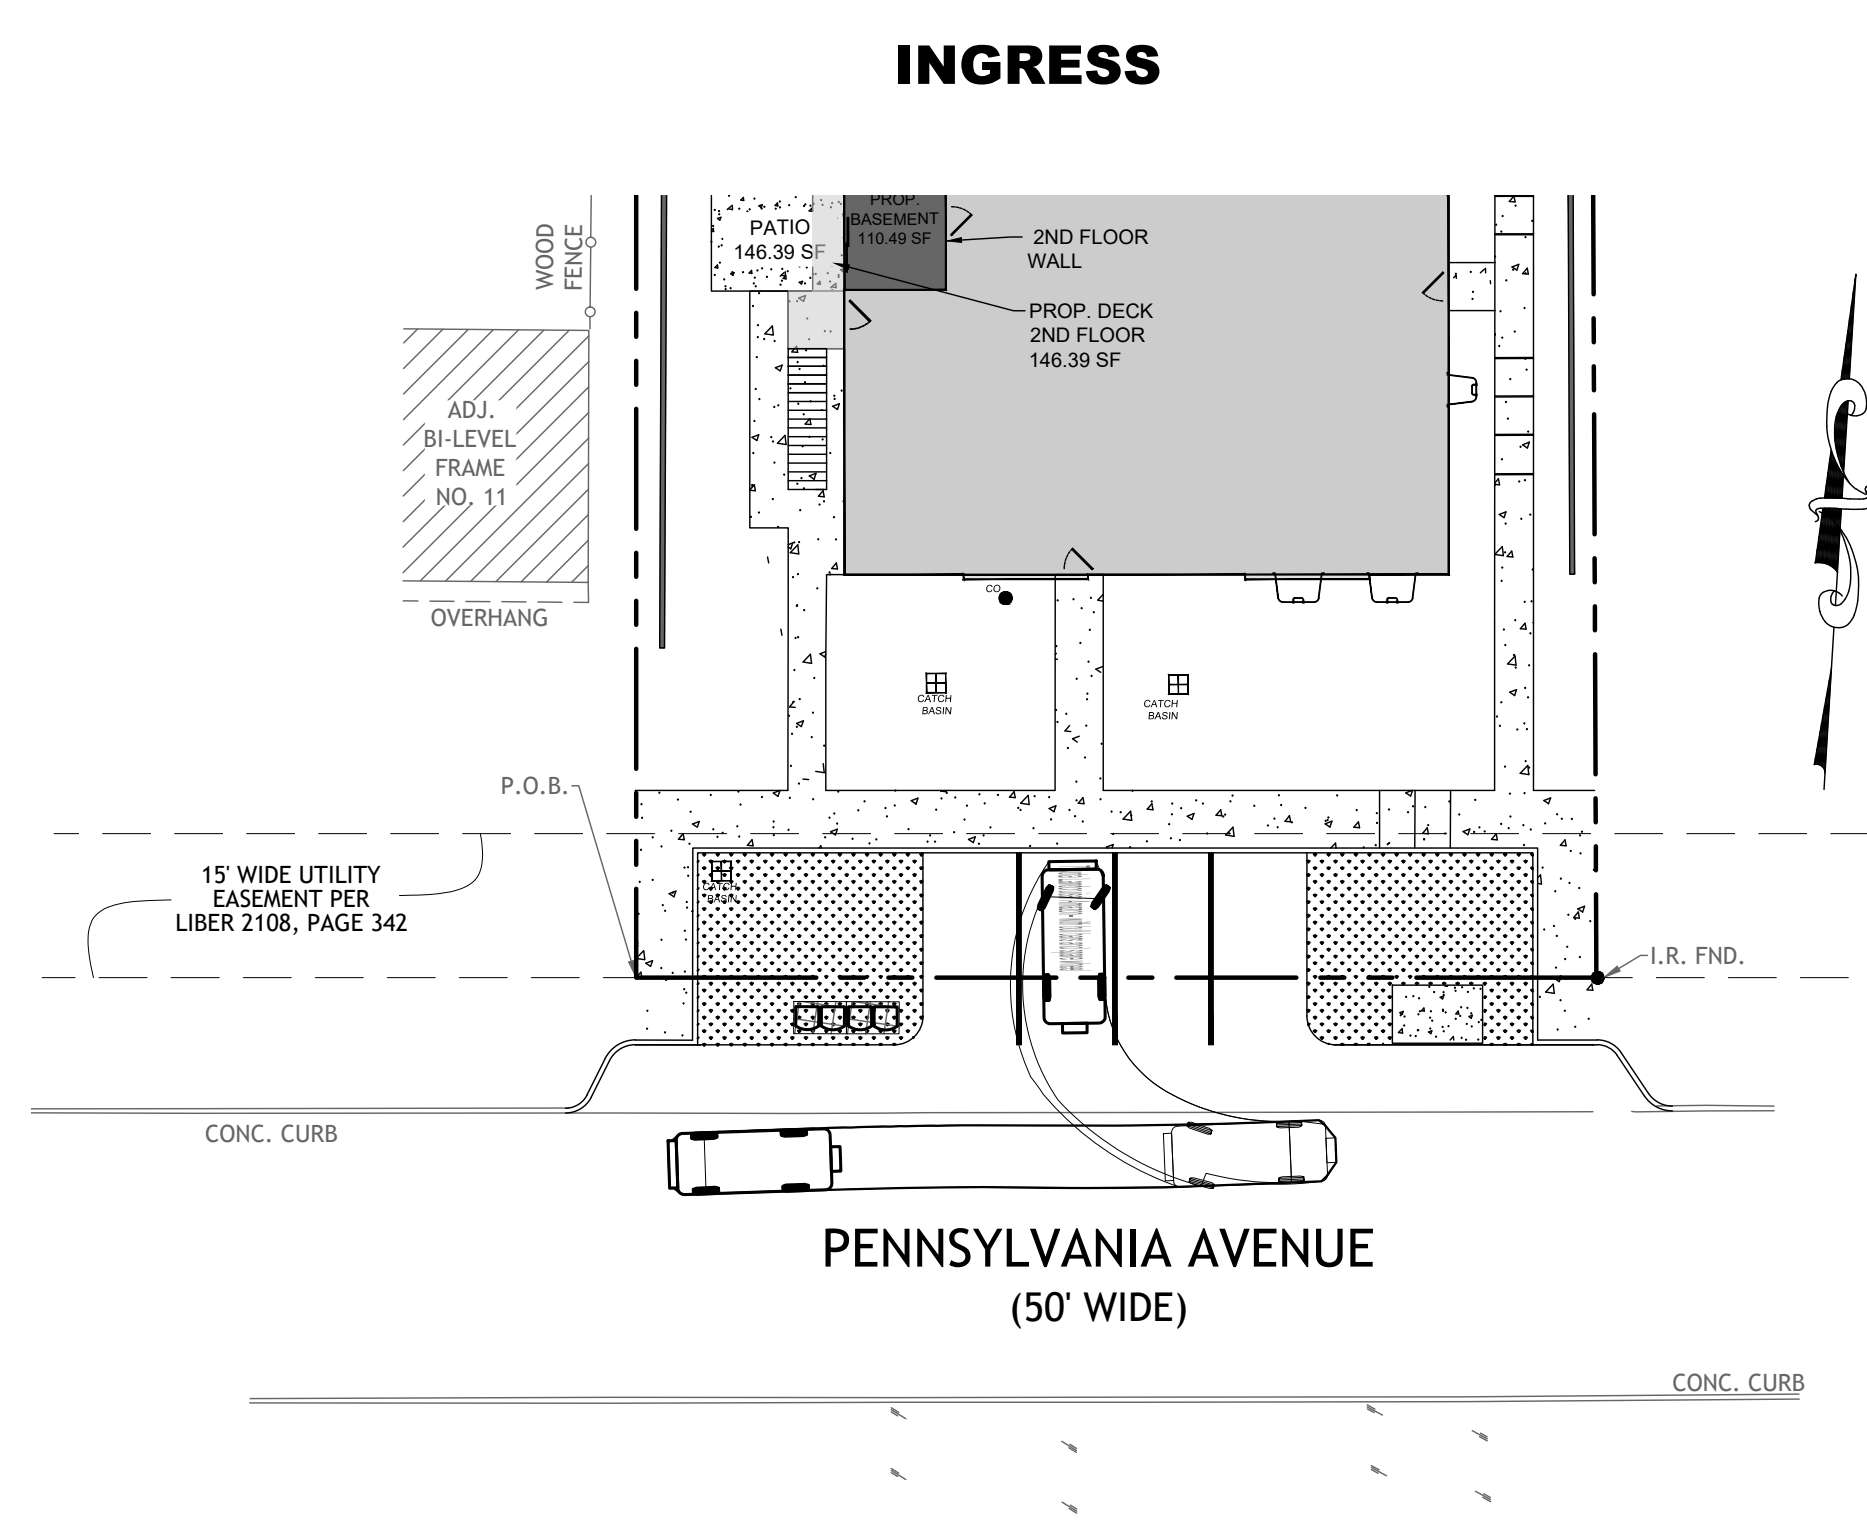 INGRESS
PROP.
BASEMENT
110.49 SF
PATIO
146.39 SF
WOOD
FENCE
2ND FLOOR
WALL
PROP. DECK
2ND FLOOR
146.39 SF
ADJ.
BI-LEVEL
FRAME
NO. 11
OVERHANG
CO
CATCH
BASIN
CATCH
BASIN
P.O.B.
15' WIDE UTILITY
EASEMENT PER
LIBER 2108, PAGE 342
CATCH
BASIN
I.R. FND.
CONC. CURB
PENNSYLVANIA AVENUE
(50' WIDE)
CONC. CURB